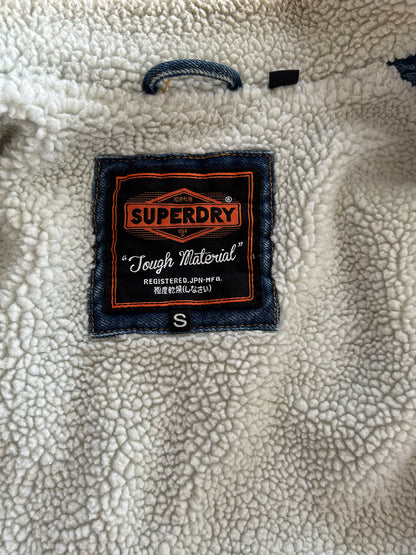 SUPERDRY®
"Tough Material"
REGISTERED.JPN-MFG.
極度乾燥(しなさい)
S